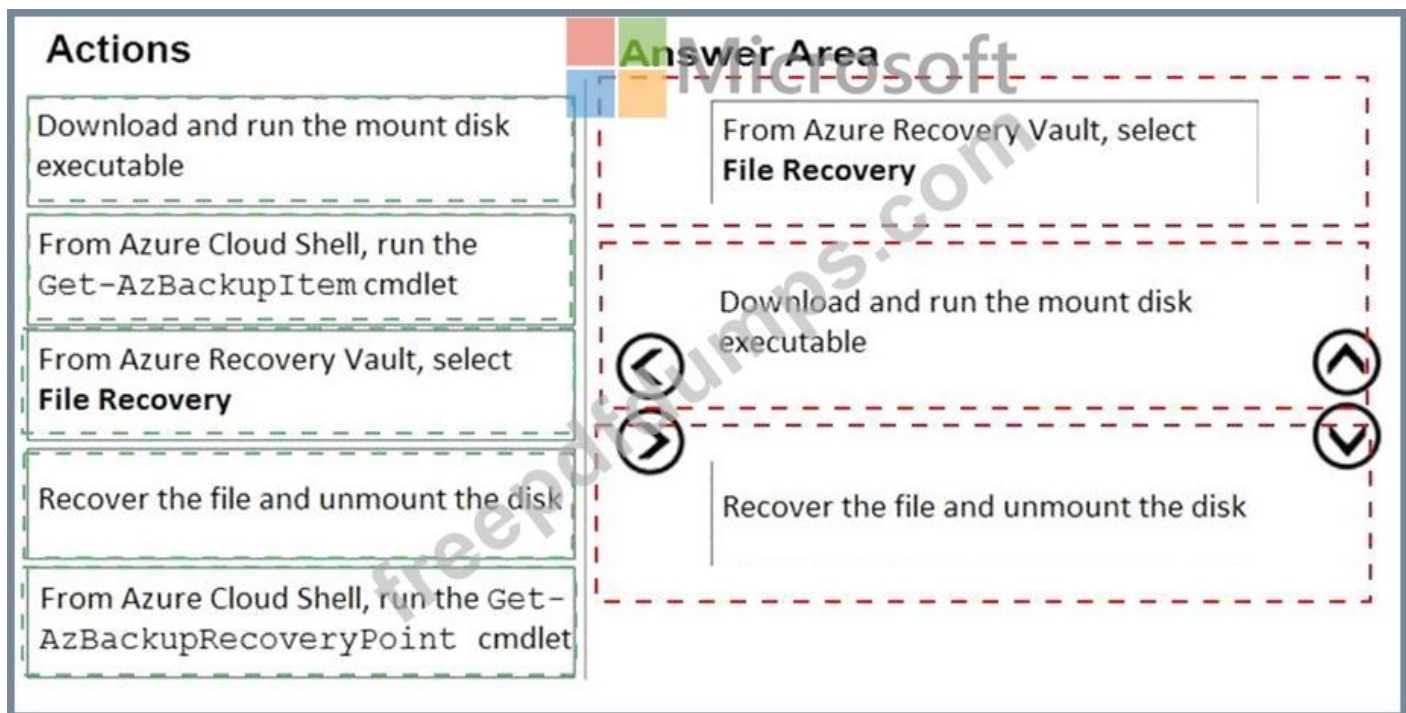 Actions
Download and run the mount disk
executable
From Azure Cloud Shell, run the
Get-AzBackupItem cmdlet
From Azure Recovery Vault, select
File Recovery
Recover the file and unmount the disk
From Azure Cloud Shell, run the Get-
AzBackupRecoveryPoint cmdlet
Answer Area
Microsoft
From Azure Recovery Vault, select
File Recovery
Download and run the mount disk
executable
Recover the file and unmount the disk
freepdfdumps.com